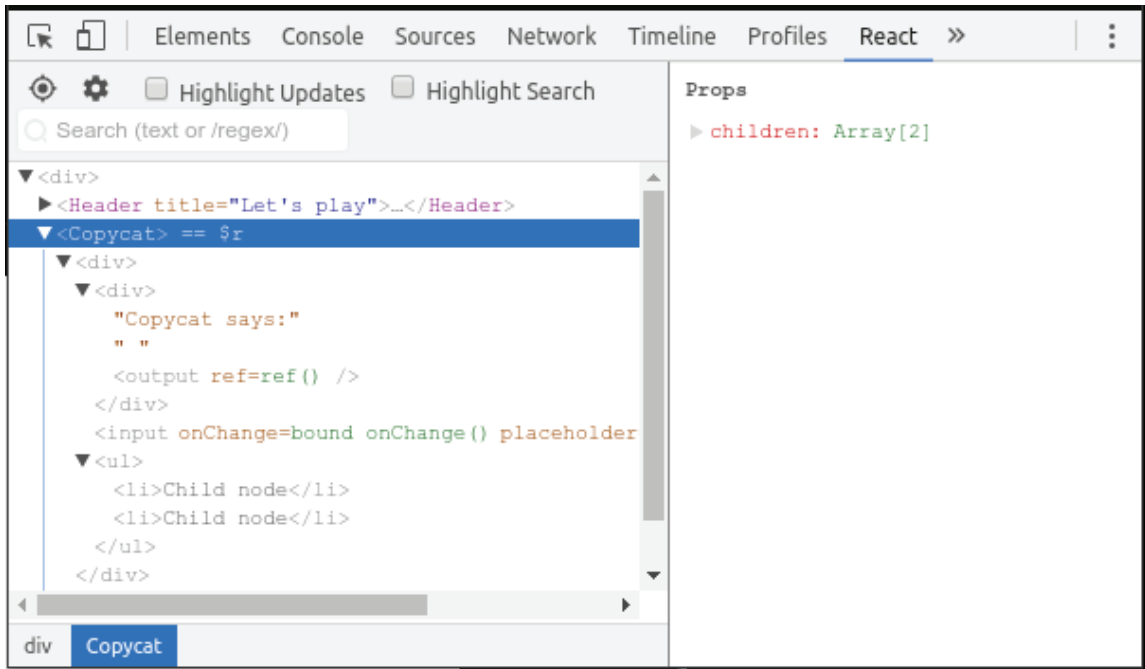 Elements Console Sources Network Timeline Profiles React »
Highlight Updates Highlight Search
Search (text or /regex/)
▼<div>
▶<Header title="Let's play">…</Header>
▼<Copycat> == $r
▼<div>
▼<div>
"Copycat says:"
" "
<output ref=ref() />
</div>
<input onChange=bound onChange() placeholder
▼<ul>
<li>Child node</li>
<li>Child node</li>
</ul>
</div>
div Copycat
Props
▶ children: Array[2]